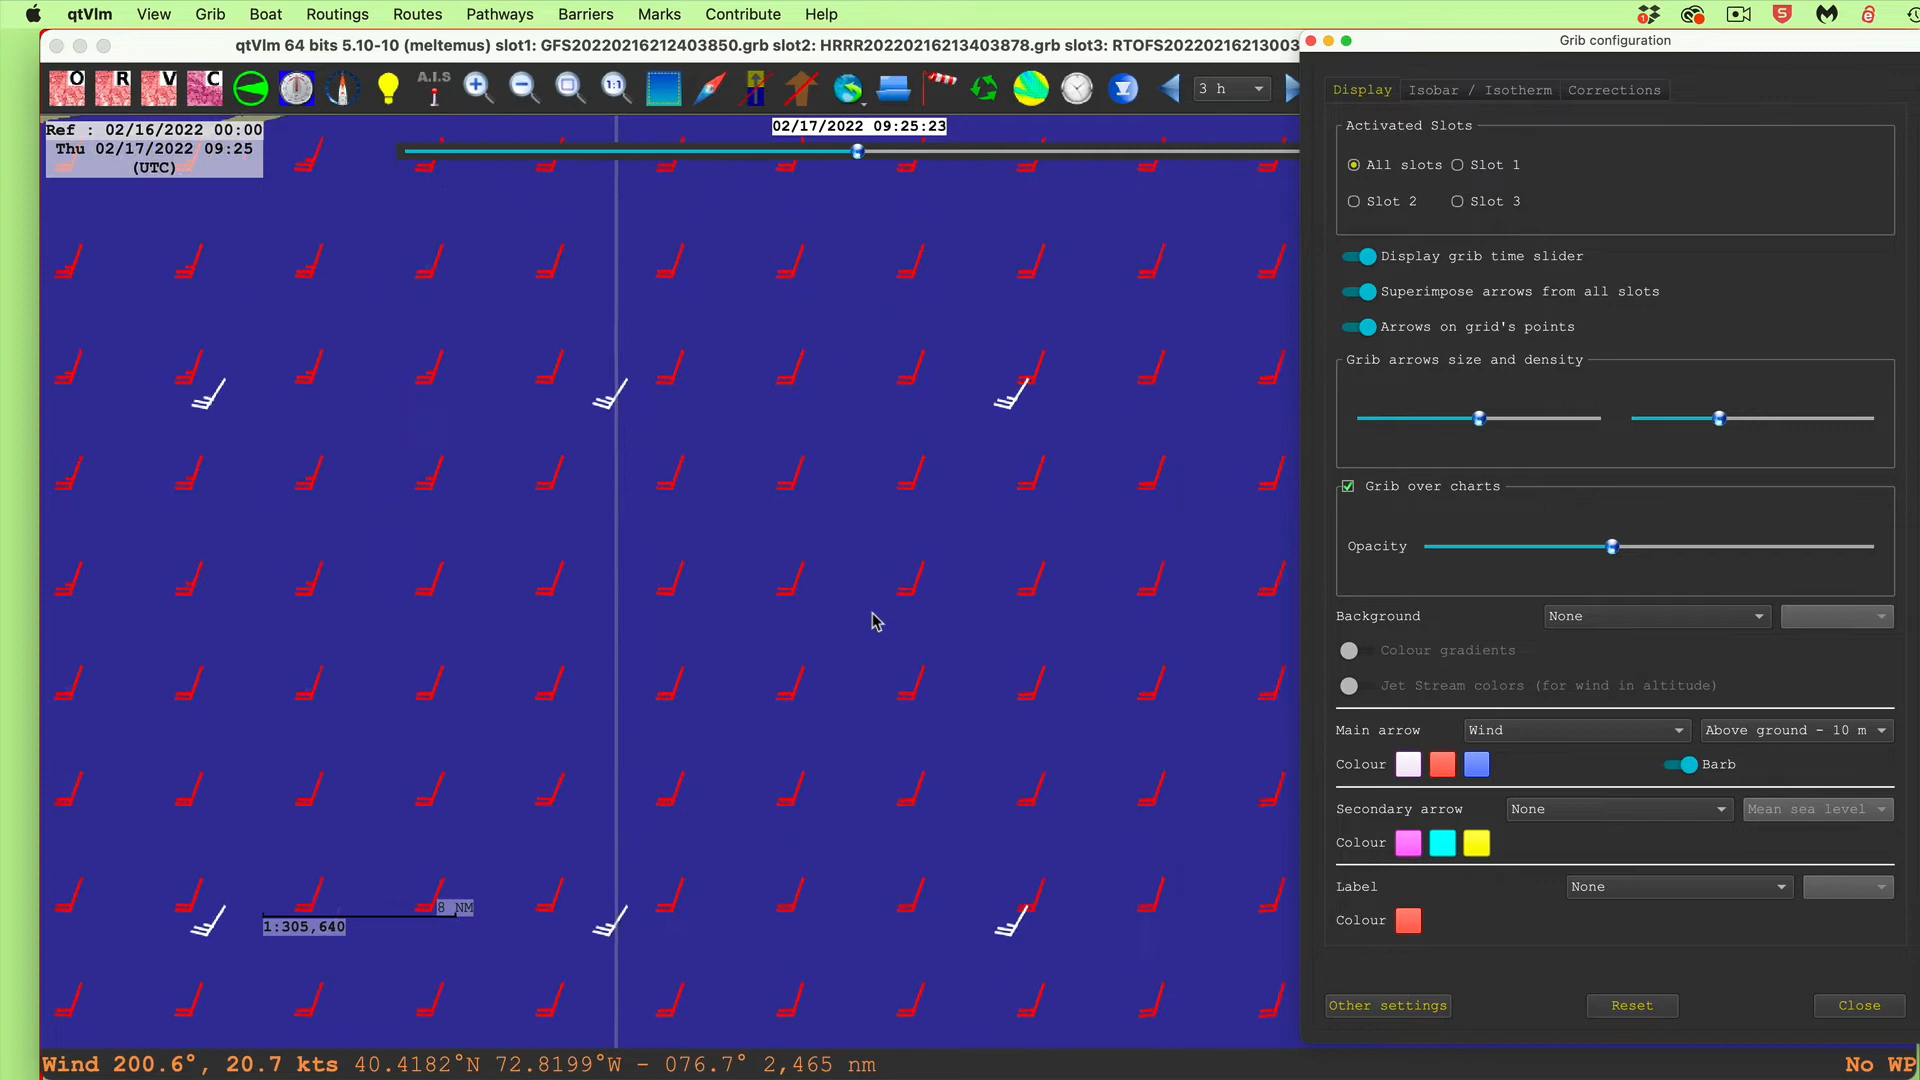 qtVlm View Grib Boat Routings Routes Pathways Barriers Marks Contribute Help
qtVlm 64 bits 5.10-10 (meltemus) slot1: GFS20220216212403850.grb slot2: HRRR20220216213403878.grb slot3: RTOFS20220216213003
Grib configuration
O R V C A.I.S 1:1 3 h
Ref : 02/16/2022 00:00
Thu 02/17/2022 09:25
(UTC)
02/17/2022 09:25:23
Display Isobar / Isotherm Corrections
Activated Slots
All slots Slot 1
Slot 2 Slot 3
Display grib time slider
Superimpose arrows from all slots
Arrows on grid's points
Grib arrows size and density
Grib over charts
Opacity
Background None
Colour gradients
Jet Stream colors (for wind in altitude)
Main arrow Wind Above ground - 10 m
Colour Barb
Secondary arrow None Mean sea level
Colour
Label None
Colour
Other settings Reset Close
8 NM
1:305,640
Wind 200.6°, 20.7 kts 40.4182°N 72.8199°W - 076.7° 2,465 nm
No WP